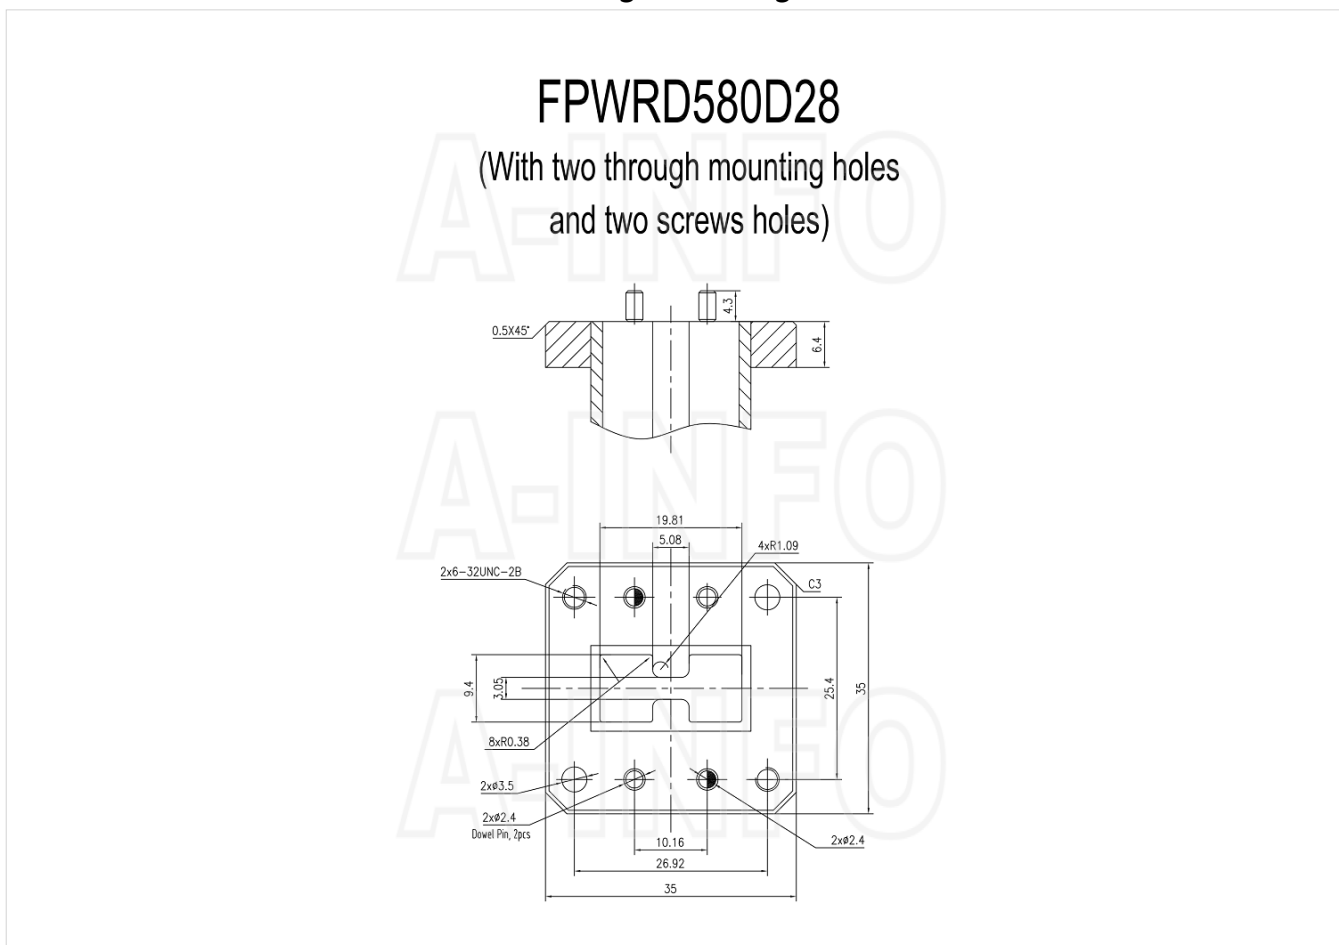 FPWRD580D28
(With two through mounting holes
and two screws holes)
A-INFO
4.3
0.5X45°
6.4
A-INFO
19.81
5.08
4xR1.09
2x6-32UNC-2B
C3
9.4
3.05
25.4
35
A-INFO
8xR0.38
2xø3.5
2xø2.4
Dowel Pin, 2pcs
2xø2.4
10.16
26.92
35